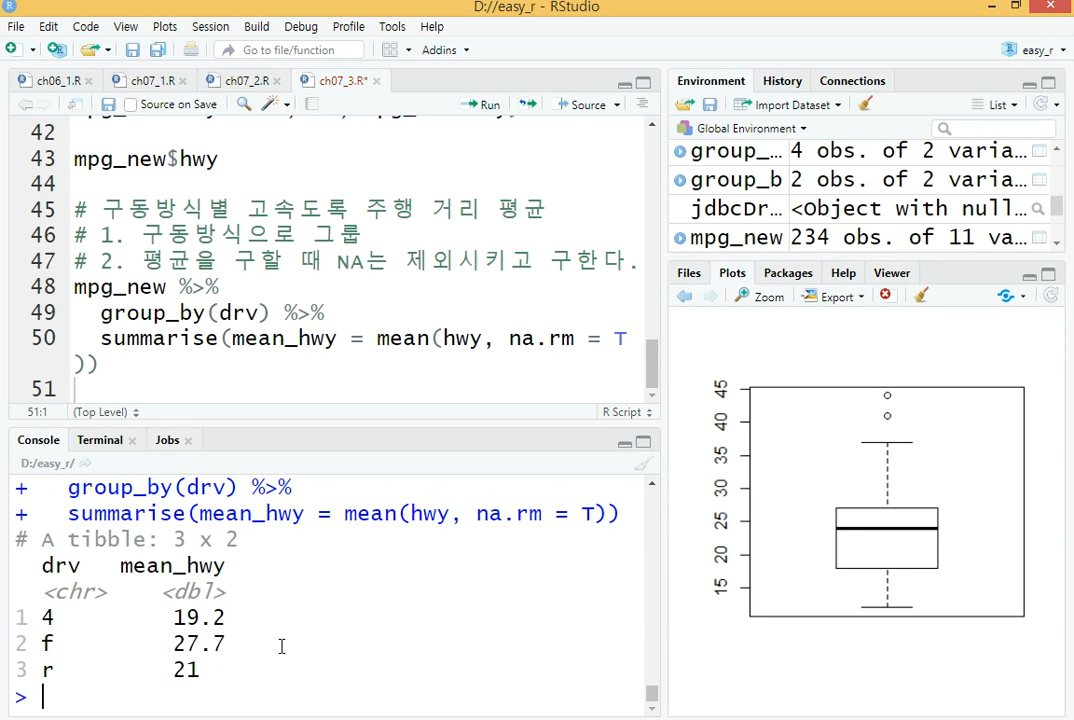 D://easy_r - RStudio
File Edit Code View Plots Session Build Debug Profile Tools Help
Go to file/function Addins easy_r
ch06_1.R ch07_1.R ch07_2.R ch07_3.R*
Source on Save Run Source
42
43 mpg_new$hwy
44
45 # 구동방식별 고속도록 주행 거리 평균
46 # 1. 구동방식으로 그룹
47 # 2. 평균을 구할 때 NA는 제외시키고 구한다.
48 mpg_new %>%
49 group_by(drv) %>%
50 summarise(mean_hwy = mean(hwy, na.rm = T
))
51
51:1 (Top Level) R Script
Console Terminal Jobs
D:/easy_r/
+ group_by(drv) %>%
+ summarise(mean_hwy = mean(hwy, na.rm = T))
# A tibble: 3 x 2
drv mean_hwy
<chr> <dbl>
1 4 19.2
2 f 27.7
3 r 21
>
Environment History Connections
Import Dataset List
Global Environment
group_... 4 obs. of 2 varia...
group_b 2 obs. of 2 varia...
jdbcDr... <Object with null...
mpg_new 234 obs. of 11 va...
Files Plots Packages Help Viewer
Zoom Export
45
40
35
30
25
20
15